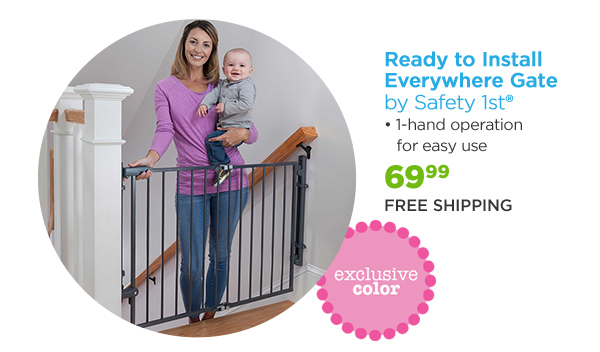 Ready to Install
Everywhere Gate
by Safety 1st®
• 1-hand operation
for easy use
69⁹⁹
FREE SHIPPING
exclusive
color